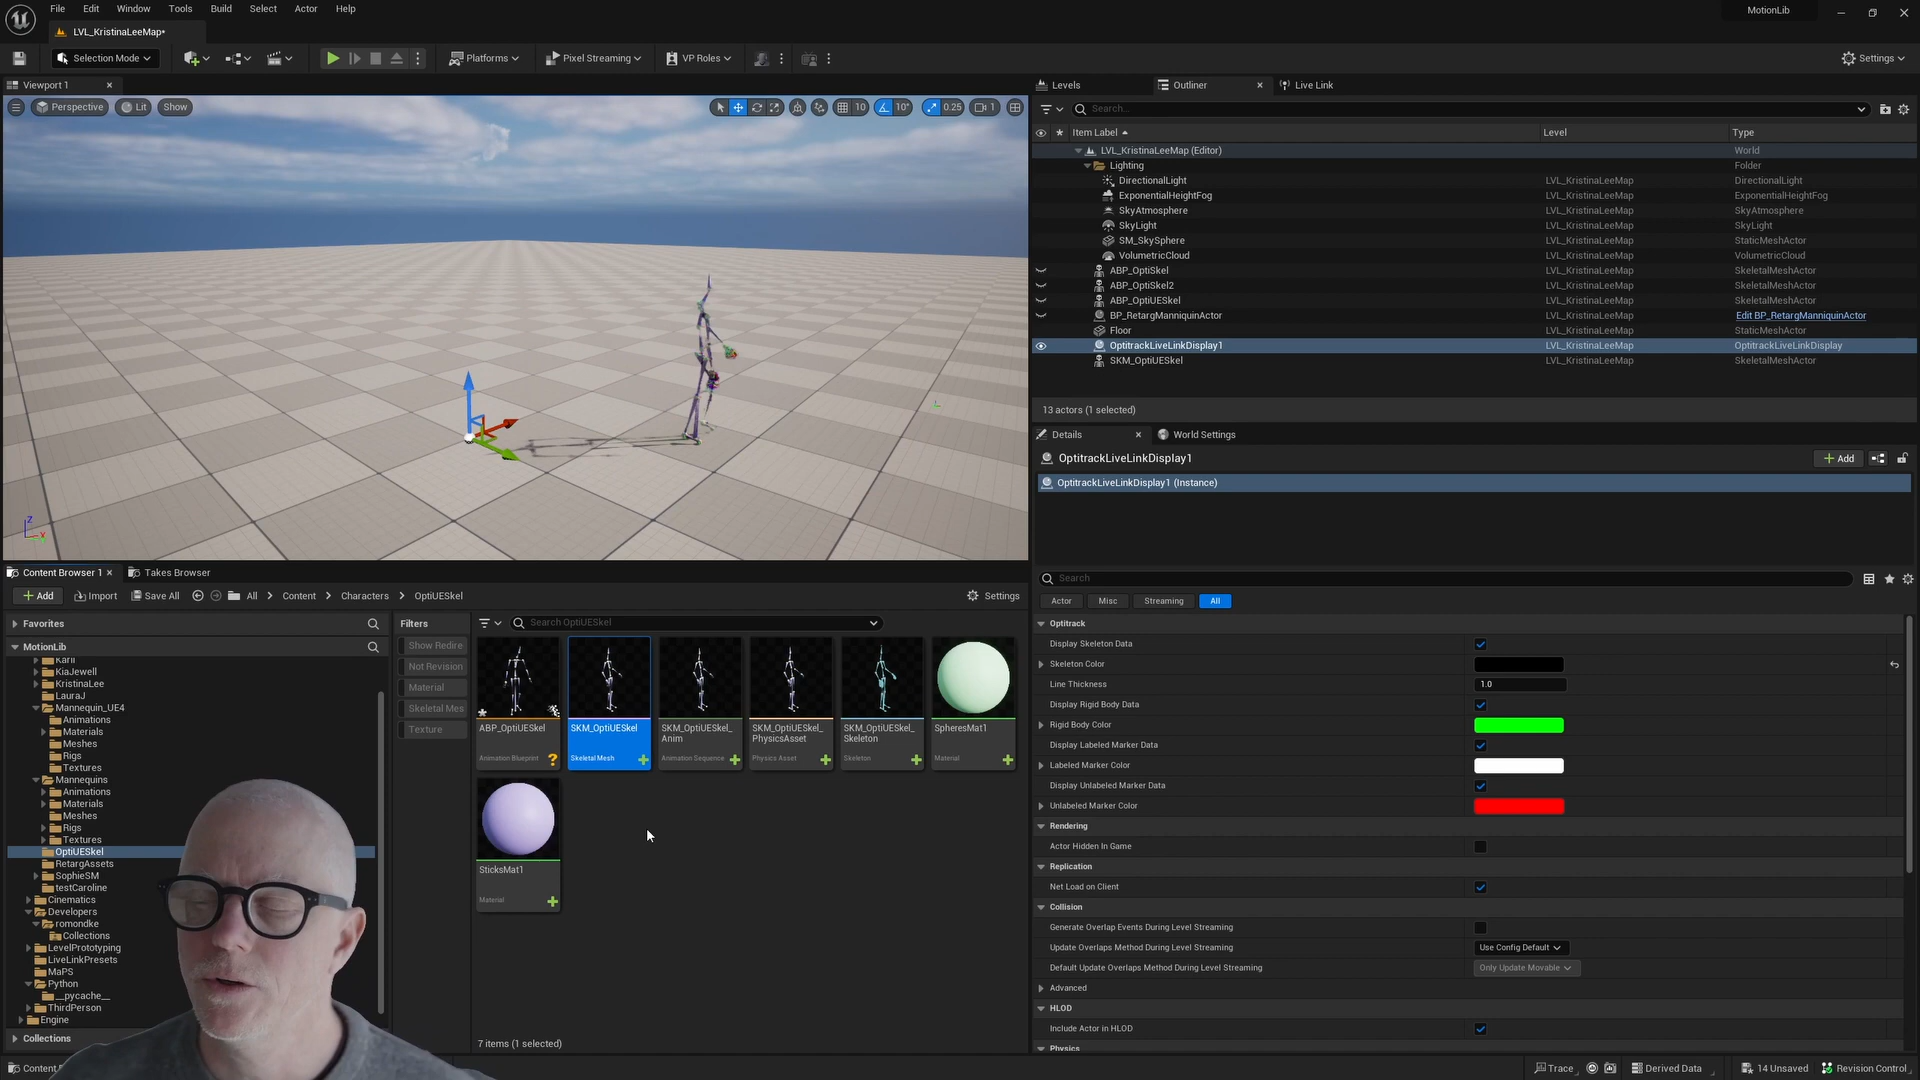 File Edit Window Tools Build Select Actor Help
MotionLib
LVL_KristinaLeeMap*
Selection Mode
Platforms
Pixel Streaming
VP Roles
Settings
Viewport 1
Perspective Lit Show
10 10° 0.25 1
Z
X
Levels Outliner Live Link
Search...
Item Label Level Type
LVL_KristinaLeeMap (Editor) World
Lighting Folder
DirectionalLight LVL_KristinaLeeMap DirectionalLight
ExponentialHeightFog LVL_KristinaLeeMap ExponentialHeightFog
SkyAtmosphere LVL_KristinaLeeMap SkyAtmosphere
SkyLight LVL_KristinaLeeMap SkyLight
SM_SkySphere LVL_KristinaLeeMap StaticMeshActor
VolumetricCloud LVL_KristinaLeeMap VolumetricCloud
ABP_OptiSkel LVL_KristinaLeeMap SkeletalMeshActor
ABP_OptiSkel2 LVL_KristinaLeeMap SkeletalMeshActor
ABP_OptiUESkel LVL_KristinaLeeMap SkeletalMeshActor
BP_RetargManniquinActor LVL_KristinaLeeMap Edit BP_RetargManniquinActor
Floor LVL_KristinaLeeMap StaticMeshActor
OptitrackLiveLinkDisplay1 LVL_KristinaLeeMap OptitrackLiveLinkDisplay
SKM_OptiUESkel LVL_KristinaLeeMap SkeletalMeshActor
13 actors (1 selected)
Details World Settings
OptitrackLiveLinkDisplay1
Add
OptitrackLiveLinkDisplay1 (Instance)
Search
Actor Misc Streaming All
Optitrack
Display Skeleton Data
Skeleton Color
Line Thickness 1.0
Display Rigid Body Data
Rigid Body Color
Display Labeled Marker Data
Labeled Marker Color
Display Unlabeled Marker Data
Unlabeled Marker Color
Rendering
Actor Hidden In Game
Replication
Net Load on Client
Collision
Generate Overlap Events During Level Streaming
Update Overlaps Method During Level Streaming Use Config Default
Default Update Overlaps Method During Level Streaming Only Update Movable
Advanced
HLOD
Include Actor in HLOD
Physics
Content Browser 1 Takes Browser
Add Import Save All All Content Characters OptiUESkel
Settings
Favorites
MotionLib
Karli
KiaJewell
KristinaLee
LauraJ
Mannequin_UE4
Animations
Materials
Meshes
Rigs
Textures
Mannequins
Animations
Materials
Meshes
Rigs
Textures
OptiUESkel
RetargAssets
SophieSM
testCaroline
Cinematics
Developers
romondke
Collections
LevelPrototyping
LiveLinkPresets
MaPS
Python
__pycache__
ThirdPerson
Engine
Collections
Filters
Show Redire
Not Revision
Material
Skeletal Mes
Texture
Search OptiUESkel
ABP_OptiUESkel
Animation Blueprint
SKM_OptiUESkel
Skeletal Mesh
SKM_OptiUESkel_
Anim
Animation Sequence
SKM_OptiUESkel_
PhysicsAsset
Physics Asset
SKM_OptiUESkel_
Skeleton
Skeleton
SpheresMat1
Material
SticksMat1
Material
7 items (1 selected)
Trace
Derived Data
14 Unsaved
Revision Control